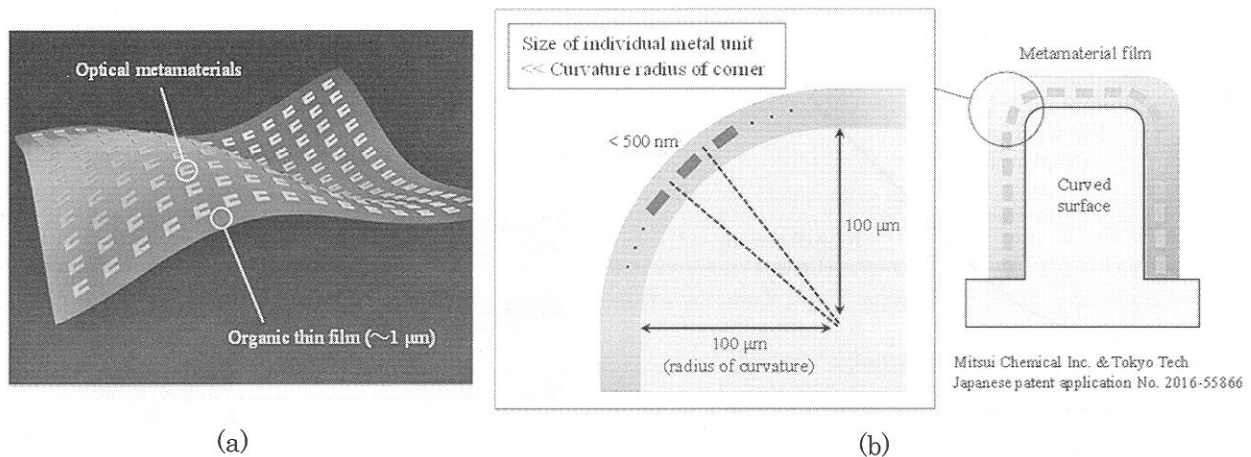 Optical metamaterials
Organic thin film (～1 μm)
(a)
Size of individual metal unit
<< Curvature radius of corner
< 500 nm
100 μm
100 μm
(radius of curvature)
Metamaterial film
Curved
surface
Mitsui Chemical Inc. & Tokyo Tech
Japanese patent application No. 2016-55866
(b)